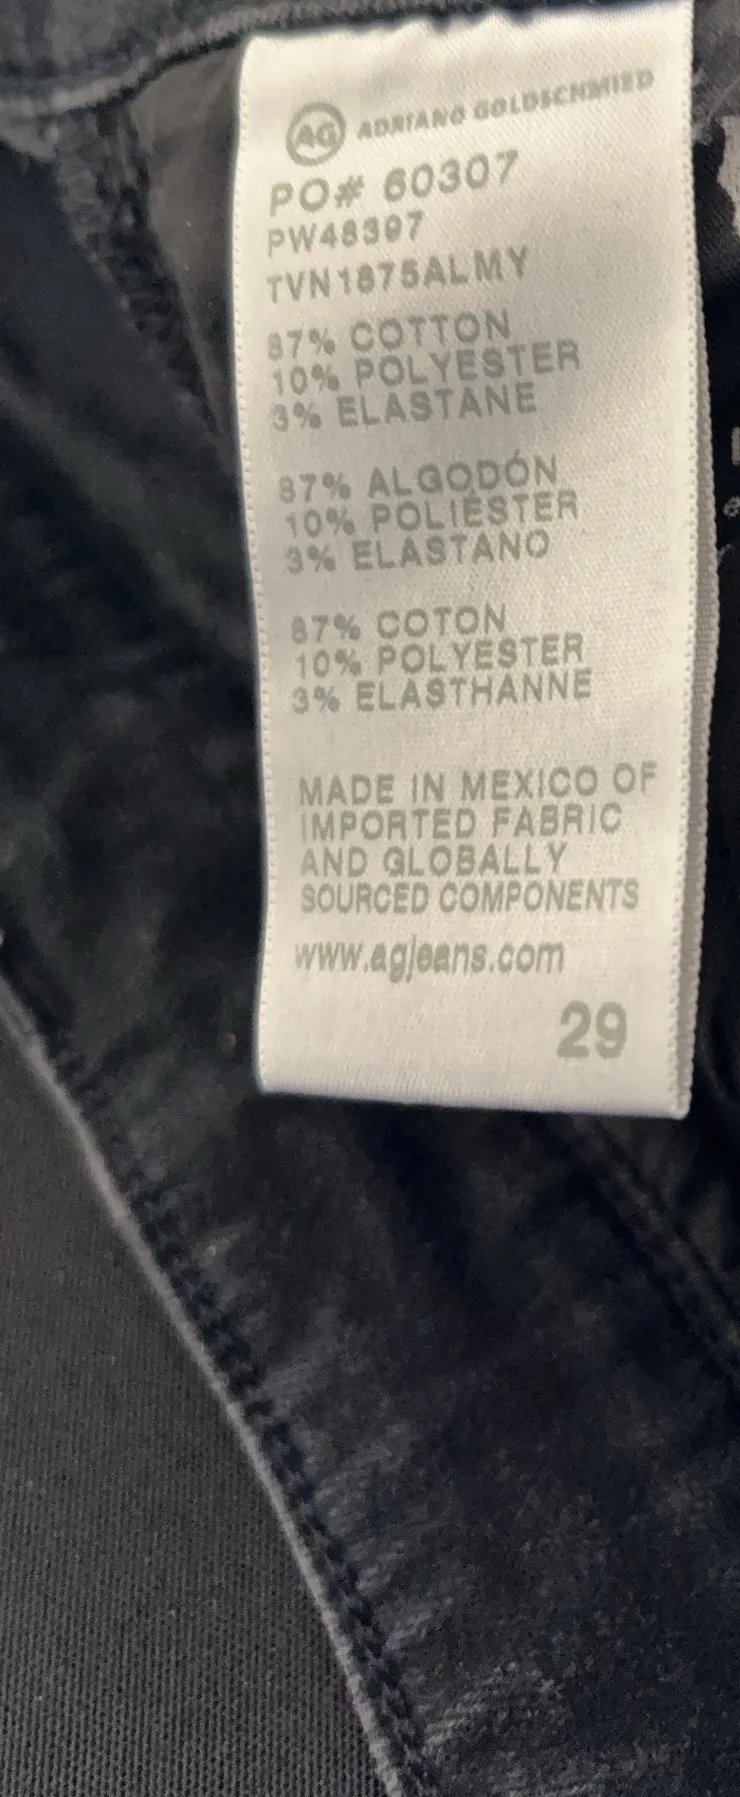 AG ADRIANO GOLDSCHMIED
PO# 60307
PW48397
TVN1875ALMY
87% COTTON
10% POLYESTER
3% ELASTANE
87% ALGODÓN
10% POLIÉSTER
3% ELASTANO
87% COTON
10% POLYESTER
3% ELASTHANNE
MADE IN MEXICO OF
IMPORTED FABRIC
AND GLOBALLY
SOURCED COMPONENTS
www.agjeans.com
29